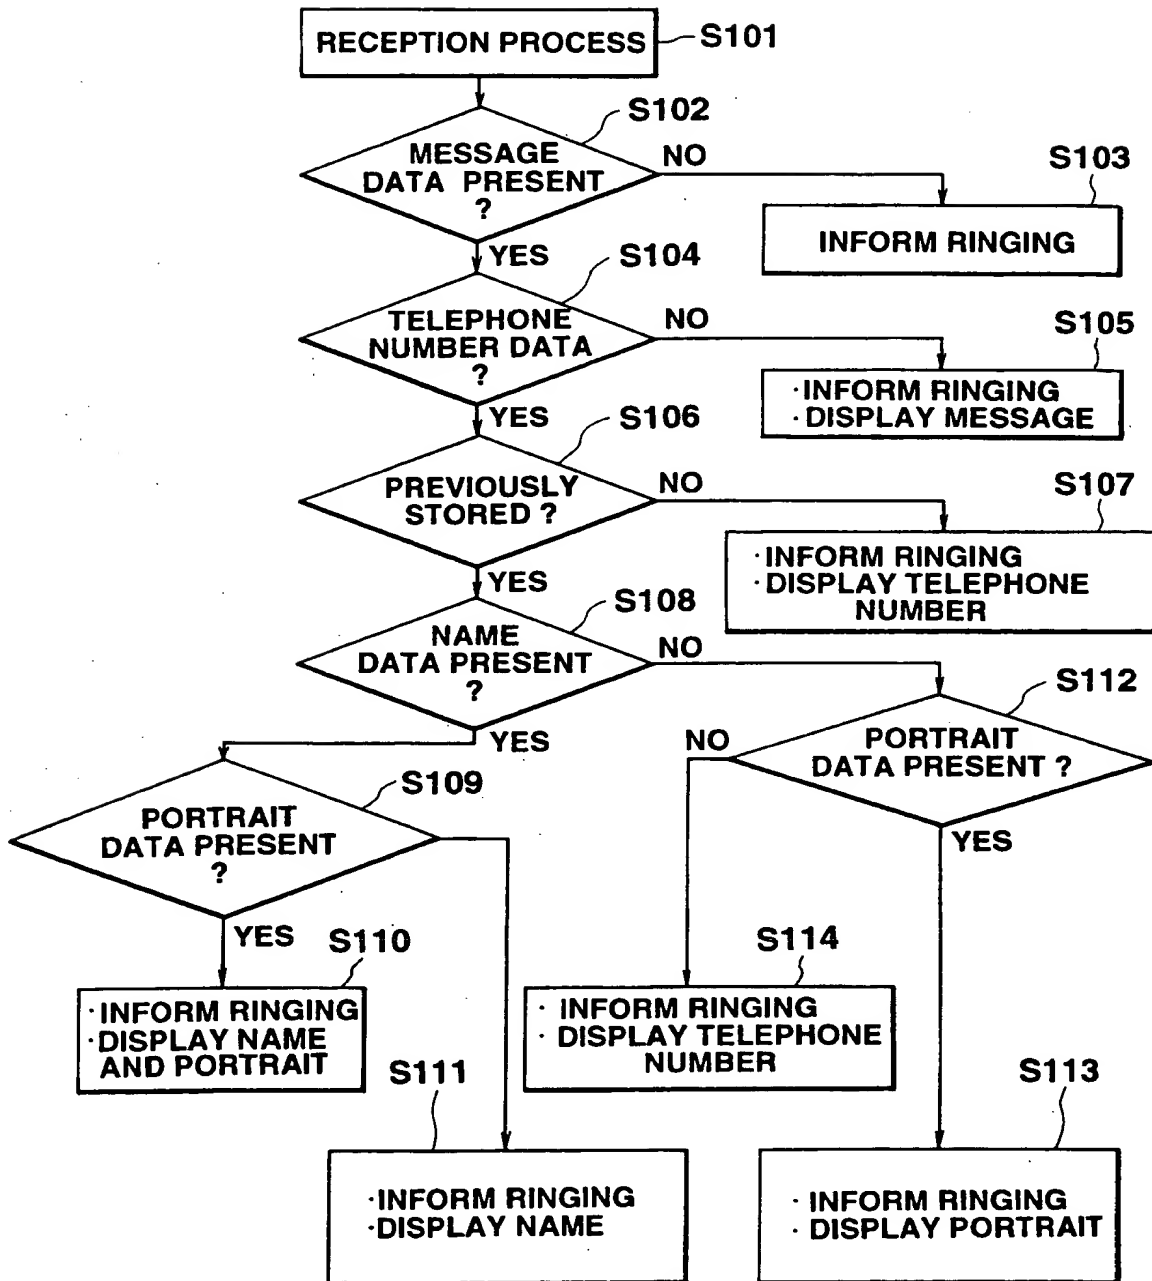 RECEPTION PROCESS
S101
S102
MESSAGE
DATA PRESENT
?
NO
S103
INFORM RINGING
YES
S104
TELEPHONE
NUMBER DATA
?
NO
S105
·INFORM RINGING
·DISPLAY MESSAGE
YES
S106
PREVIOUSLY
STORED ?
NO
S107
·INFORM RINGING
·DISPLAY TELEPHONE
NUMBER
YES
S108
NAME
DATA PRESENT
?
NO
S112
PORTRAIT
DATA PRESENT ?
NO
YES
YES
S109
PORTRAIT
DATA PRESENT
?
YES
S110
·INFORM RINGING
·DISPLAY NAME
AND PORTRAIT
S114
· INFORM RINGING
· DISPLAY TELEPHONE
NUMBER
S111
·INFORM RINGING
·DISPLAY NAME
S113
·INFORM RINGING
·DISPLAY PORTRAIT